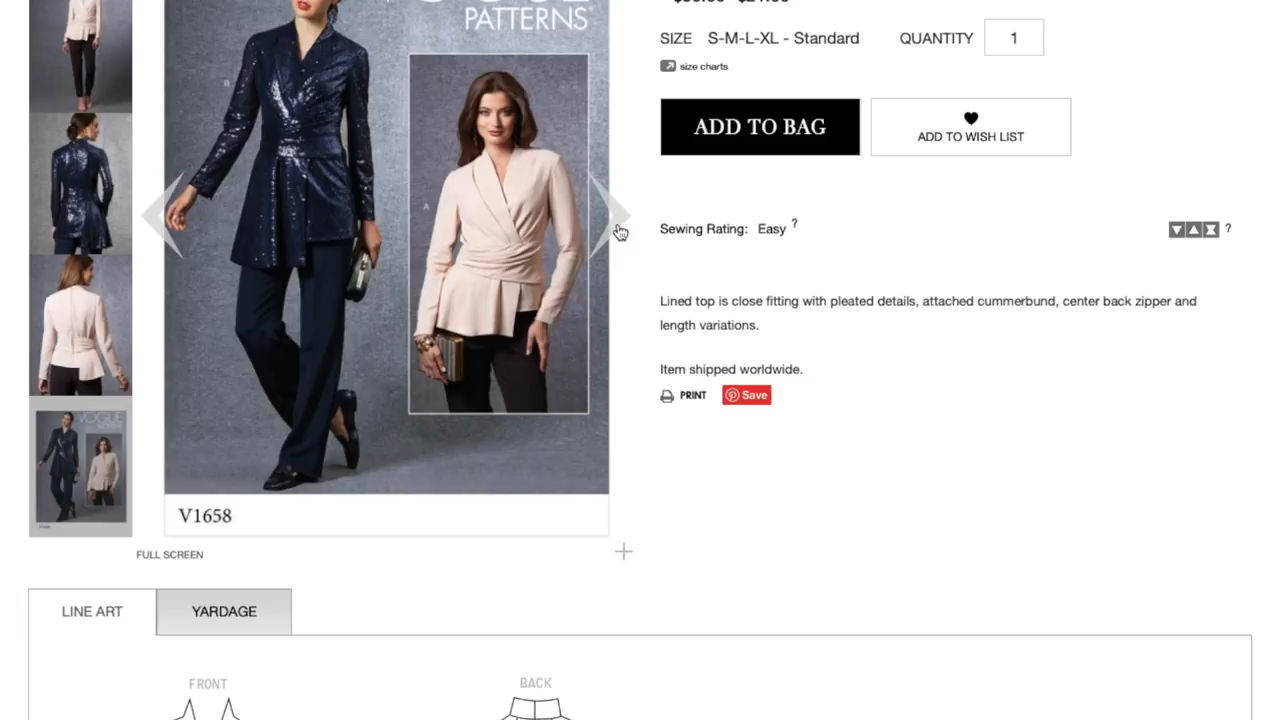 PATTERNS
SIZE S-M-L-XL - Standard QUANTITY 1
size charts
ADD TO BAG
ADD TO WISH LIST
B
A
Sewing Rating: Easy ?
?
Lined top is close fitting with pleated details, attached cummerbund, center back zipper and
length variations.
Item shipped worldwide.
PRINT Save
V1658
FULL SCREEN
LINE ART YARDAGE
FRONT BACK